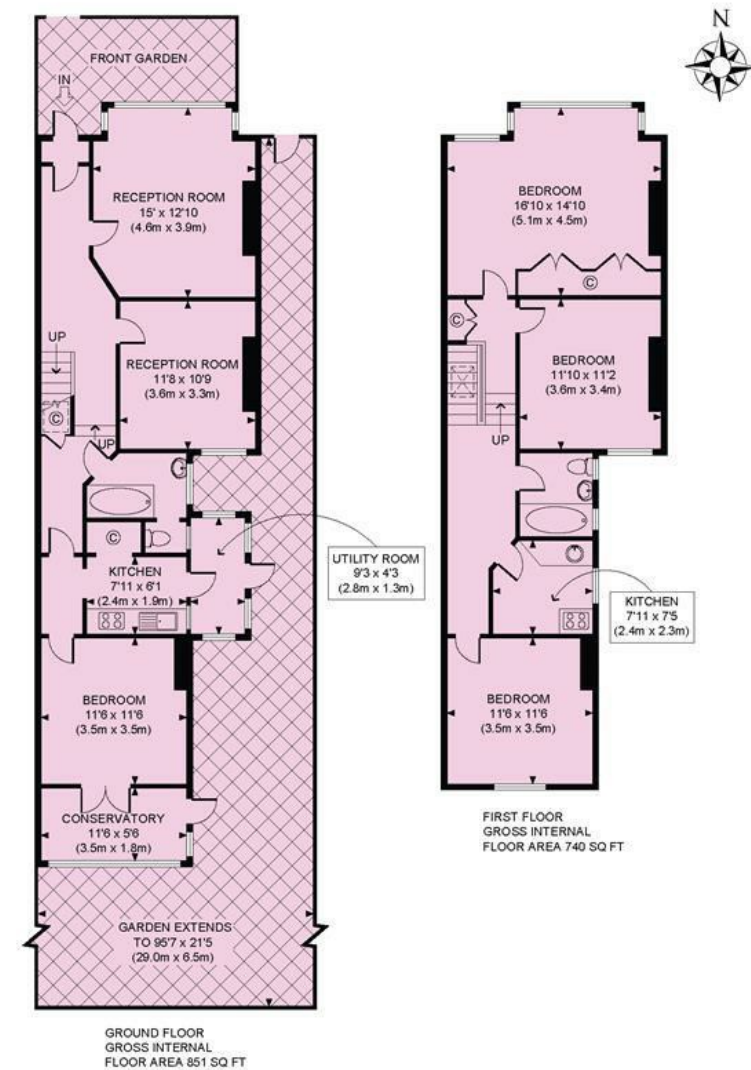 N
FRONT GARDEN
IN
RECEPTION ROOM
15' x 12'10
(4.6m x 3.9m)
UP
RECEPTION ROOM
11'8 x 10'9
(3.6m x 3.3m)
C
UP
C
KITCHEN
7'11 x 6'1
(2.4m x 1.9m)
UTILITY ROOM
9'3 x 4'3
(2.8m x 1.3m)
BEDROOM
11'6 x 11'6
(3.5m x 3.5m)
CONSERVATORY
11'6 x 5'6
(3.5m x 1.8m)
GARDEN EXTENDS
TO 95'7 x 21'5
(29.0m x 6.5m)
GROUND FLOOR
GROSS INTERNAL
FLOOR AREA 851 SQ FT
BEDROOM
16'10 x 14'10
(5.1m x 4.5m)
C
C
BEDROOM
11'10 x 11'2
(3.6m x 3.4m)
UP
KITCHEN
7'11 x 7'5
(2.4m x 2.3m)
BEDROOM
11'6 x 11'6
(3.5m x 3.5m)
FIRST FLOOR
GROSS INTERNAL
FLOOR AREA 740 SQ FT